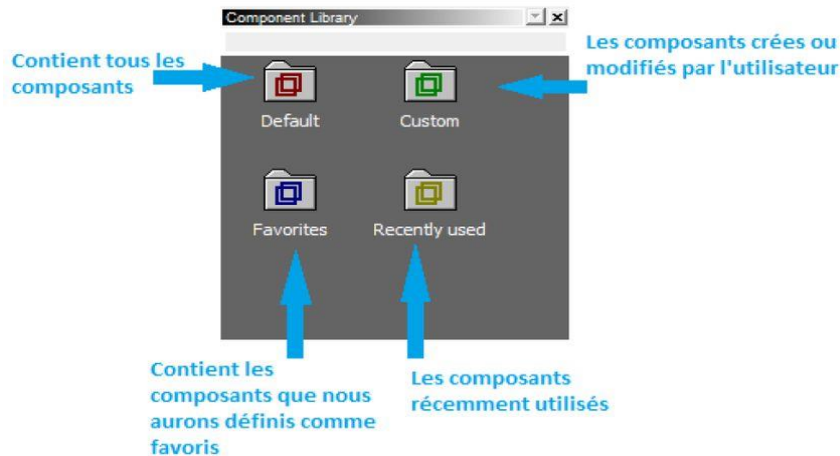 Component Library
Contient tous les
composants
Les composants crées ou
modifiés par l'utilisateur
Default
Custom
Favorites
Recently used
Contient les
composants que nous
aurons définis comme
favoris
Les composants
récemment utilisés